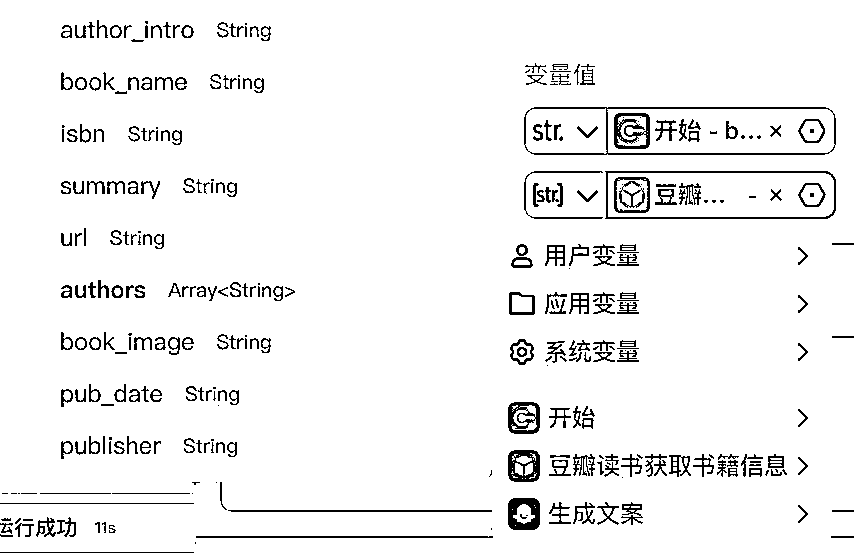 author_intro String
book_name String
isbn String
summary String
url String
authors Array<String>
book_image String
pub_date String
publisher String
运行成功 11s
变量值
str. 开始 - b... ×
[str.] 豆瓣... - ×
用户变量
应用变量
系统变量
开始
豆瓣读书获取书籍信息
生成文案